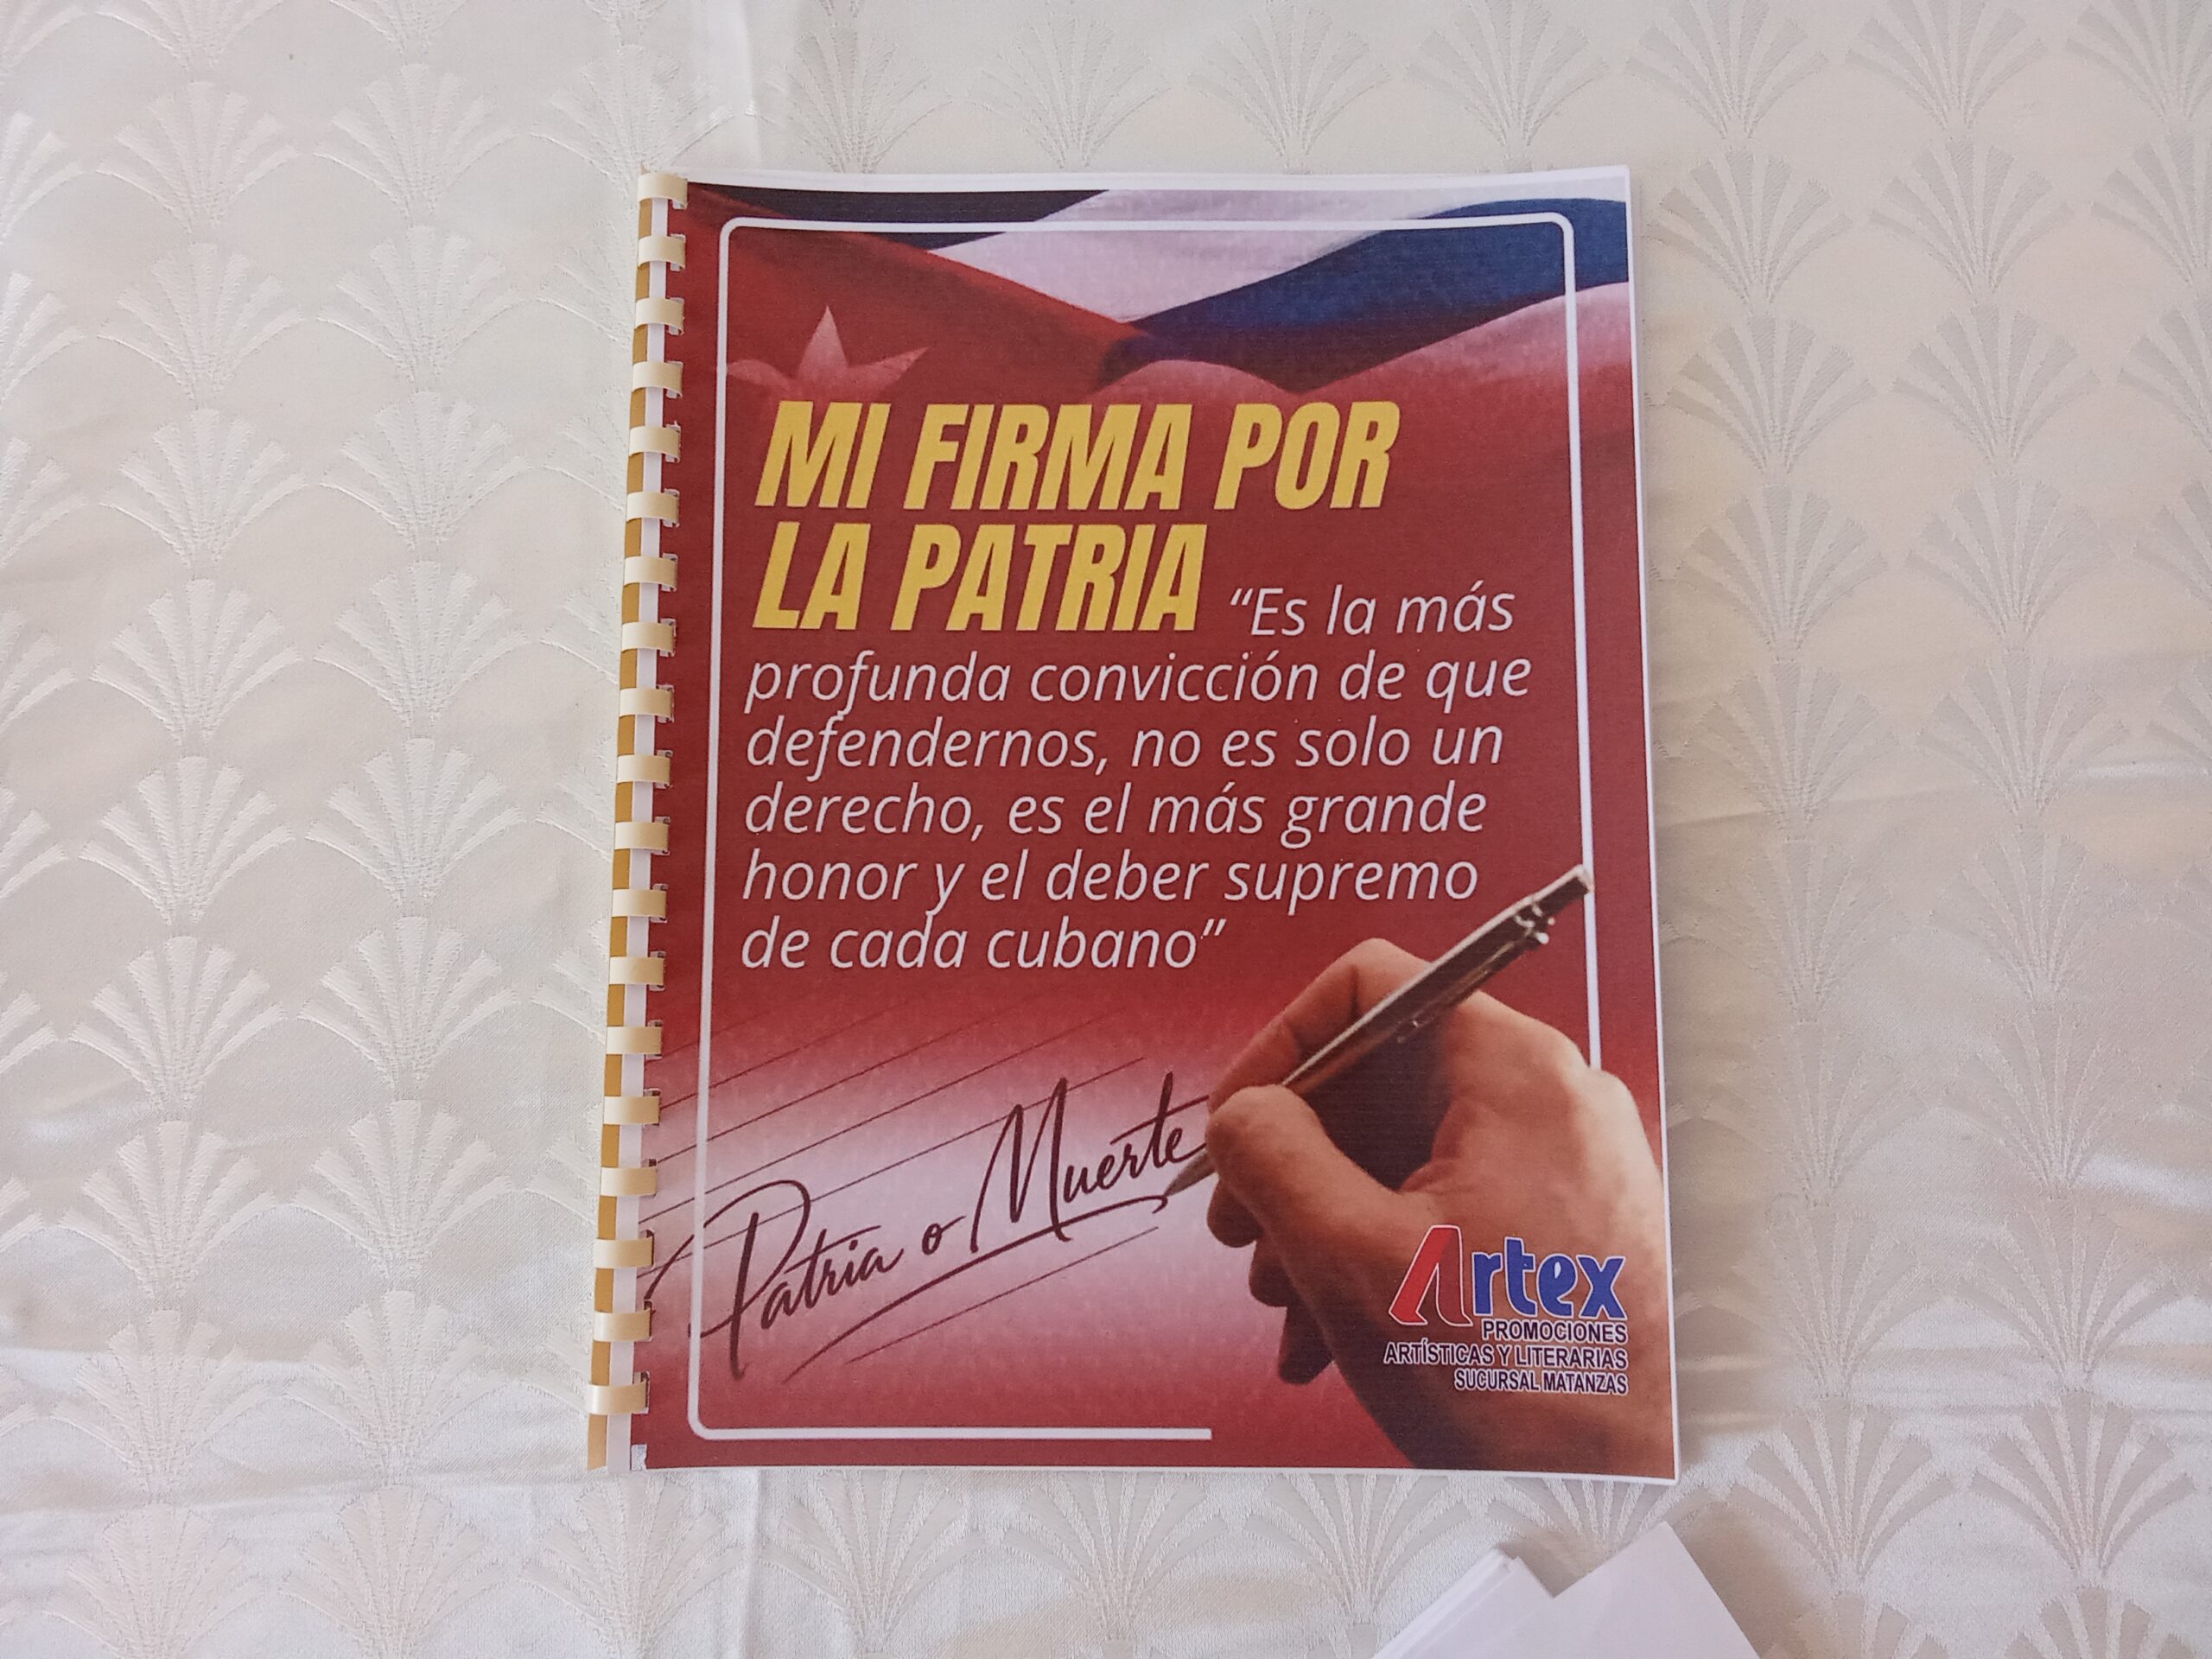 MI FIRMA POR
LA PATRIA “Es la más
profunda convicción de que
defendernos, no es solo un
derecho, es el más grande
honor y el deber supremo
de cada cubano”
Patria o Muerte
Artex
PROMOCIONES
ARTÍSTICAS Y LITERARIAS
SUCURSAL MATANZAS